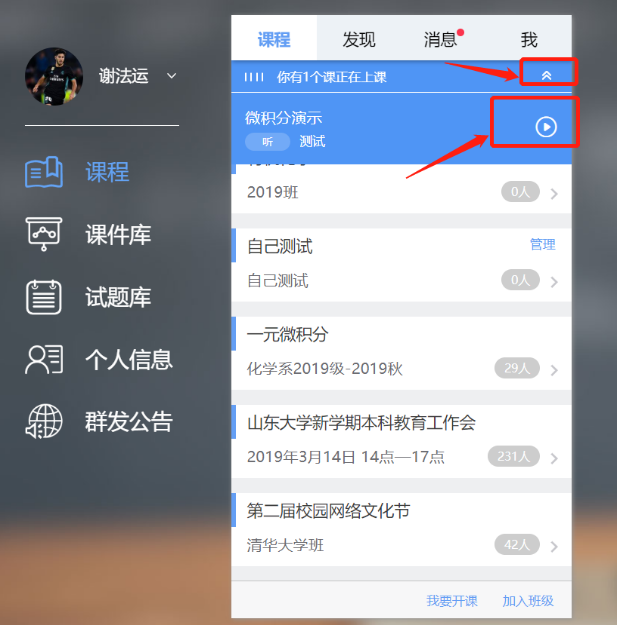 谢法运
课程
课件库
试题库
个人信息
群发公告
课程 发现 消息 我
你有1个课正在上课
微积分演示
听 测试
2019班 0人
自己测试 管理
自己测试 0人
一元微积分
化学系2019级-2019秋 29人
山东大学新学期本科教育工作会
2019年3月14日 14点—17点 231人
第二届校园网络文化节
清华大学班 42人
我要开课 加入班级